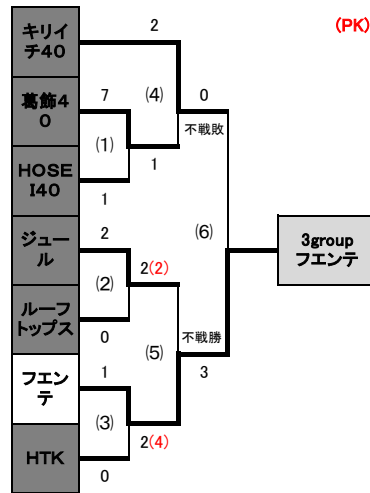 2
(PK)
キリイ
チ40
(4)
7
0
葛飾4
0
不戦敗
(1)
1
HOSE
I40
1
2
(6)
ジュー
ル
3group
フエンテ
2(2)
(2)
ルーフ
トップス
不戦勝
0
(5)
1
3
フエン
テ
(3)
2(4)
HTK
0